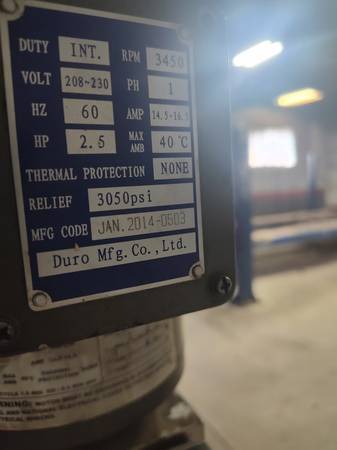 DUTY INT. RPM 3450
VOLT 208~230 PH 1
HZ 60 AMP 14.5-16.5
HP 2.5 MAX AMB 40℃
THERMAL PROTECTION NONE
RELIEF 3050psi
MFG CODE JAN.2014-0503
Duro Mfg. Co., Ltd.